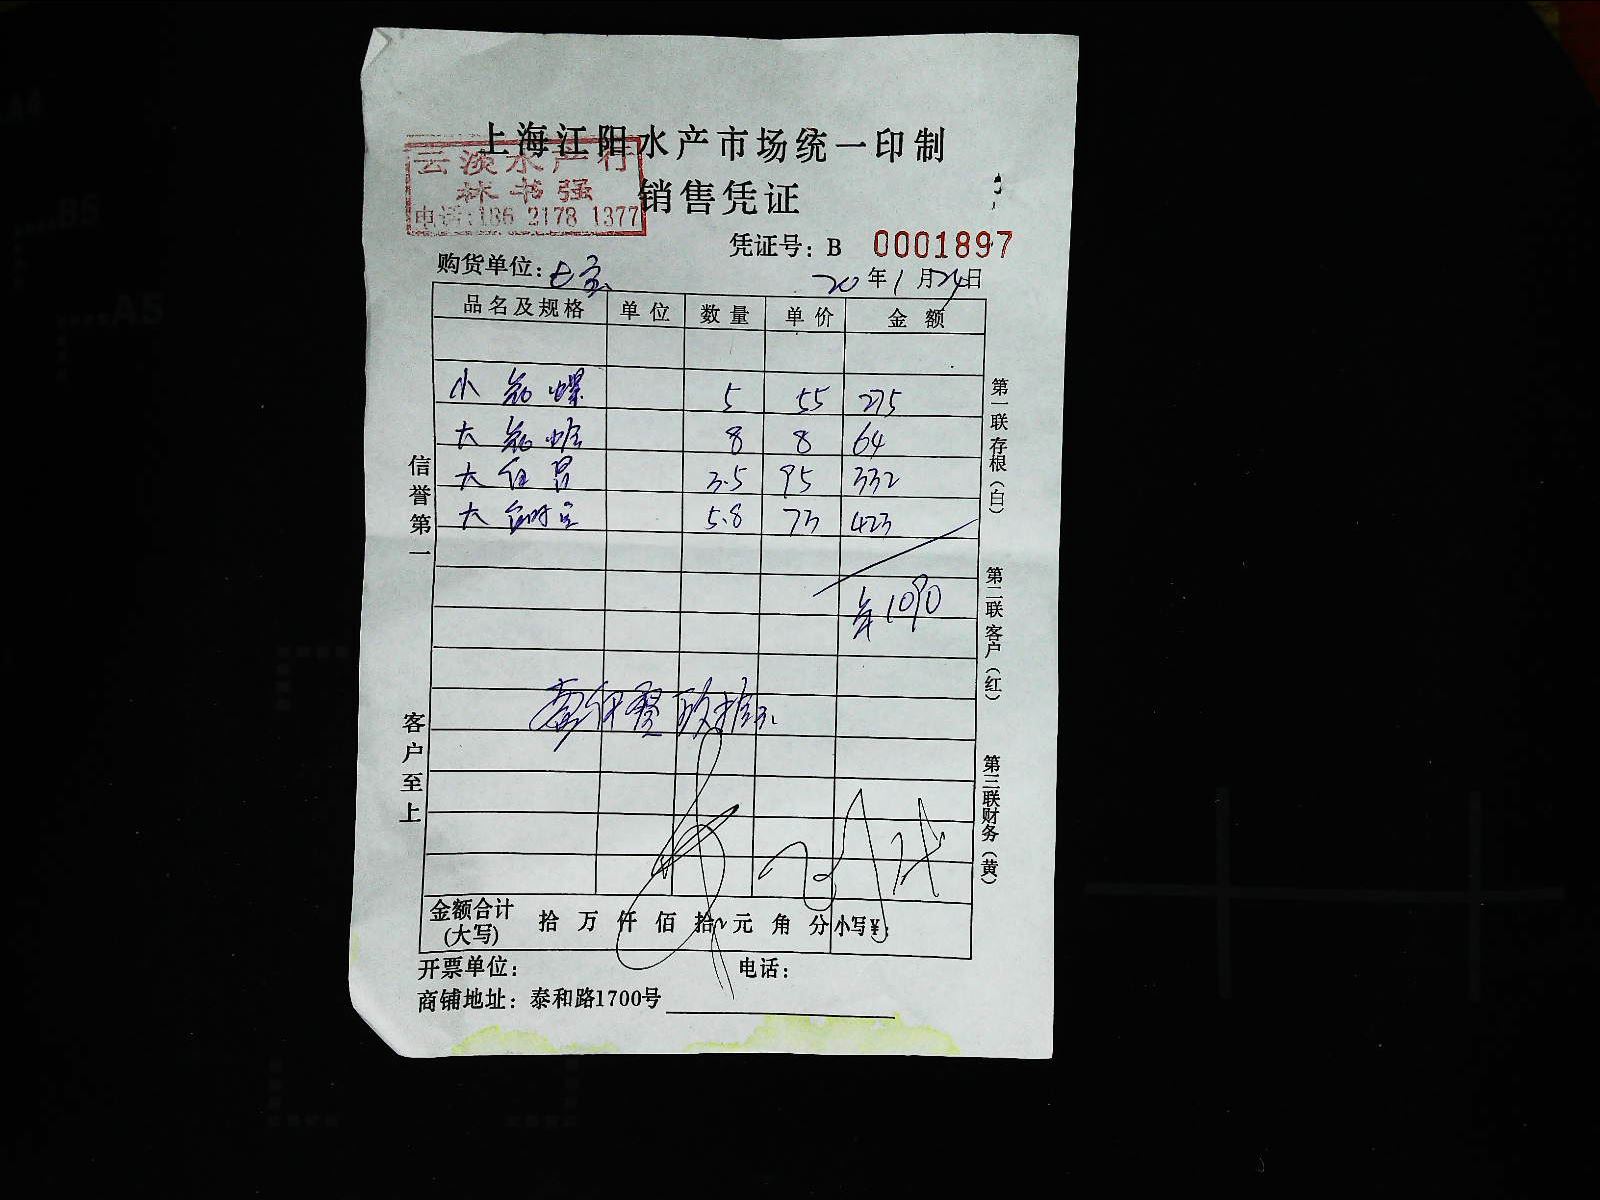 上海江阳水产市场统一印制
云淡水产行
林书强
电话:186 2178 1377
销售凭证
凭证号: B 0001897
购货单位: 七宝
20年1月24日
品名及规格 单位 数量 单价 金额
小 螺 5 55 275
大 8 8 64
大 3.5 95 332
大 5.8 73 423
1090
信誉第一
客户至上
第一联 存根(白)
第二联 客户(红)
第三联 财务(黄)
金额合计(大写) 拾 万 仟 佰 拾 元 角 分 小写¥:
开票单位: 电话:
商铺地址: 泰和路1700号